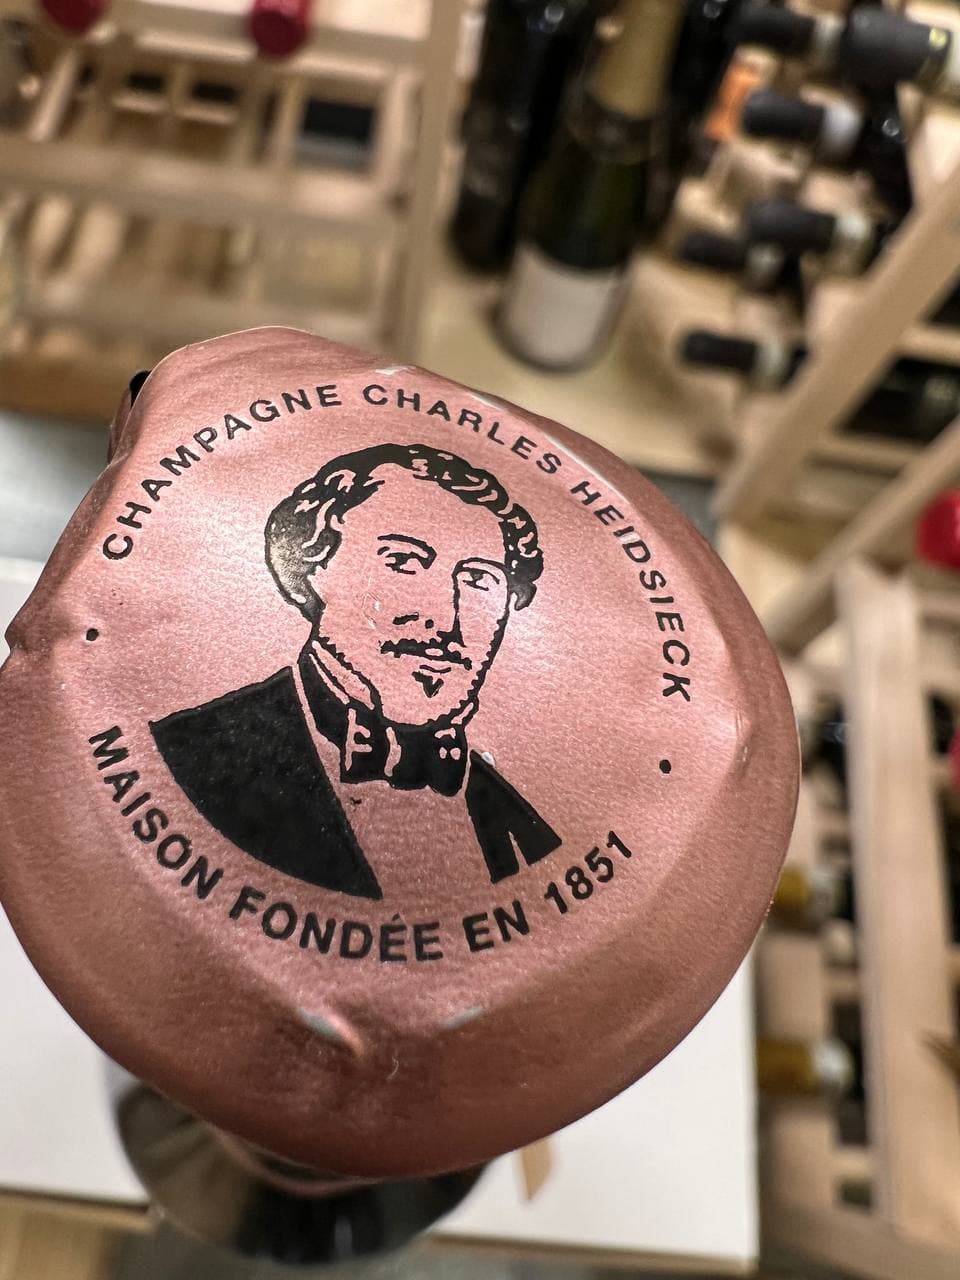 CHAMPAGNE CHARLES HEIDSIECK
MAISON FONDÉE EN 1851